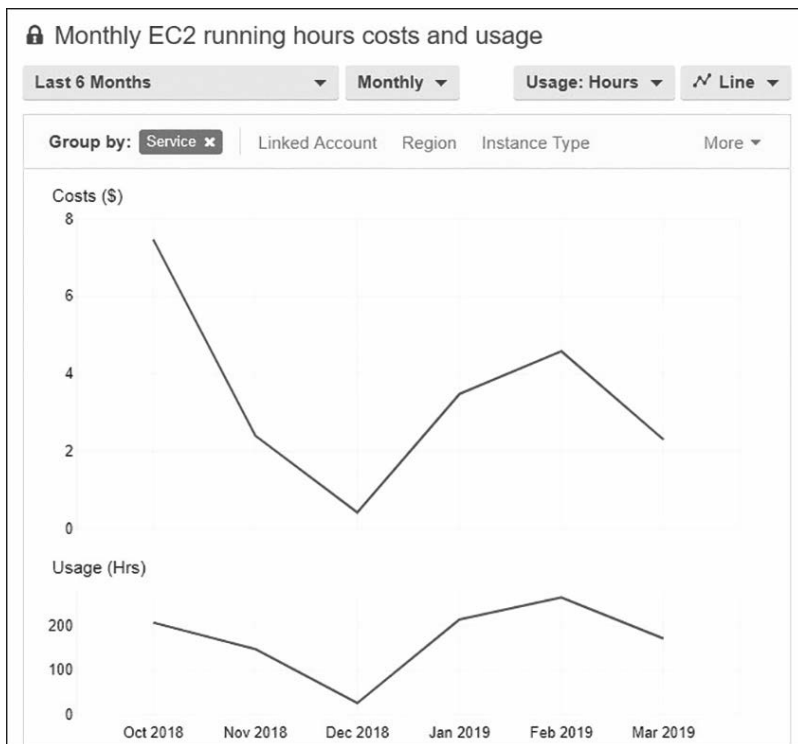 Monthly EC2 running hours costs and usage
Last 6 Months Monthly Usage: Hours Line
Group by: Service × Linked Account Region Instance Type More
Costs ($)
8
6
4
2
0
Usage (Hrs)
200
100
0
Oct 2018 Nov 2018 Dec 2018 Jan 2019 Feb 2019 Mar 2019